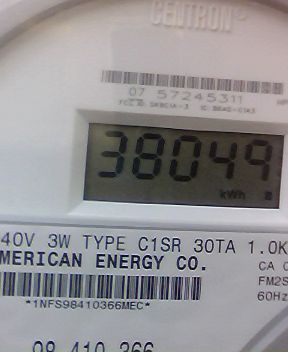 CENTRON®
07 57245311
38049
kWh
40V 3W TYPE C1SR 30TA 1.0K
MERICAN ENERGY CO.
CA
FM2S
60Hz
*1NFS98410366MEC*
98 410 366